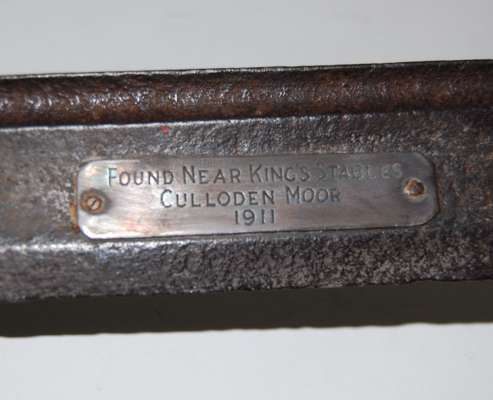 FOUND NEAR KINGS STABLES
CULLODEN MOOR
1911